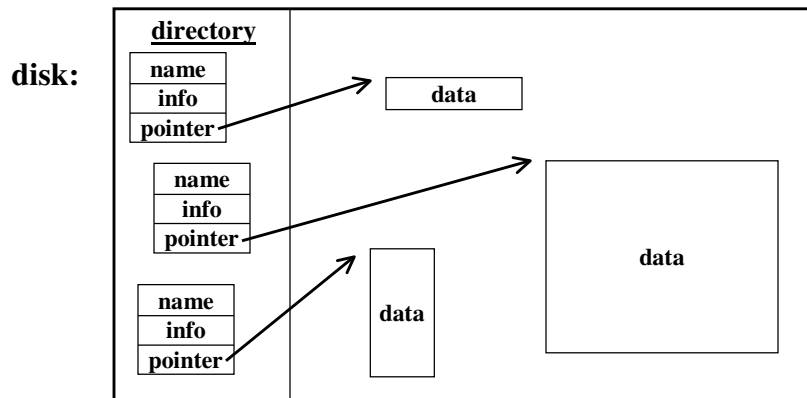 directory
disk:
name
info
pointer
data
name
info
pointer
data
name
info
pointer
data